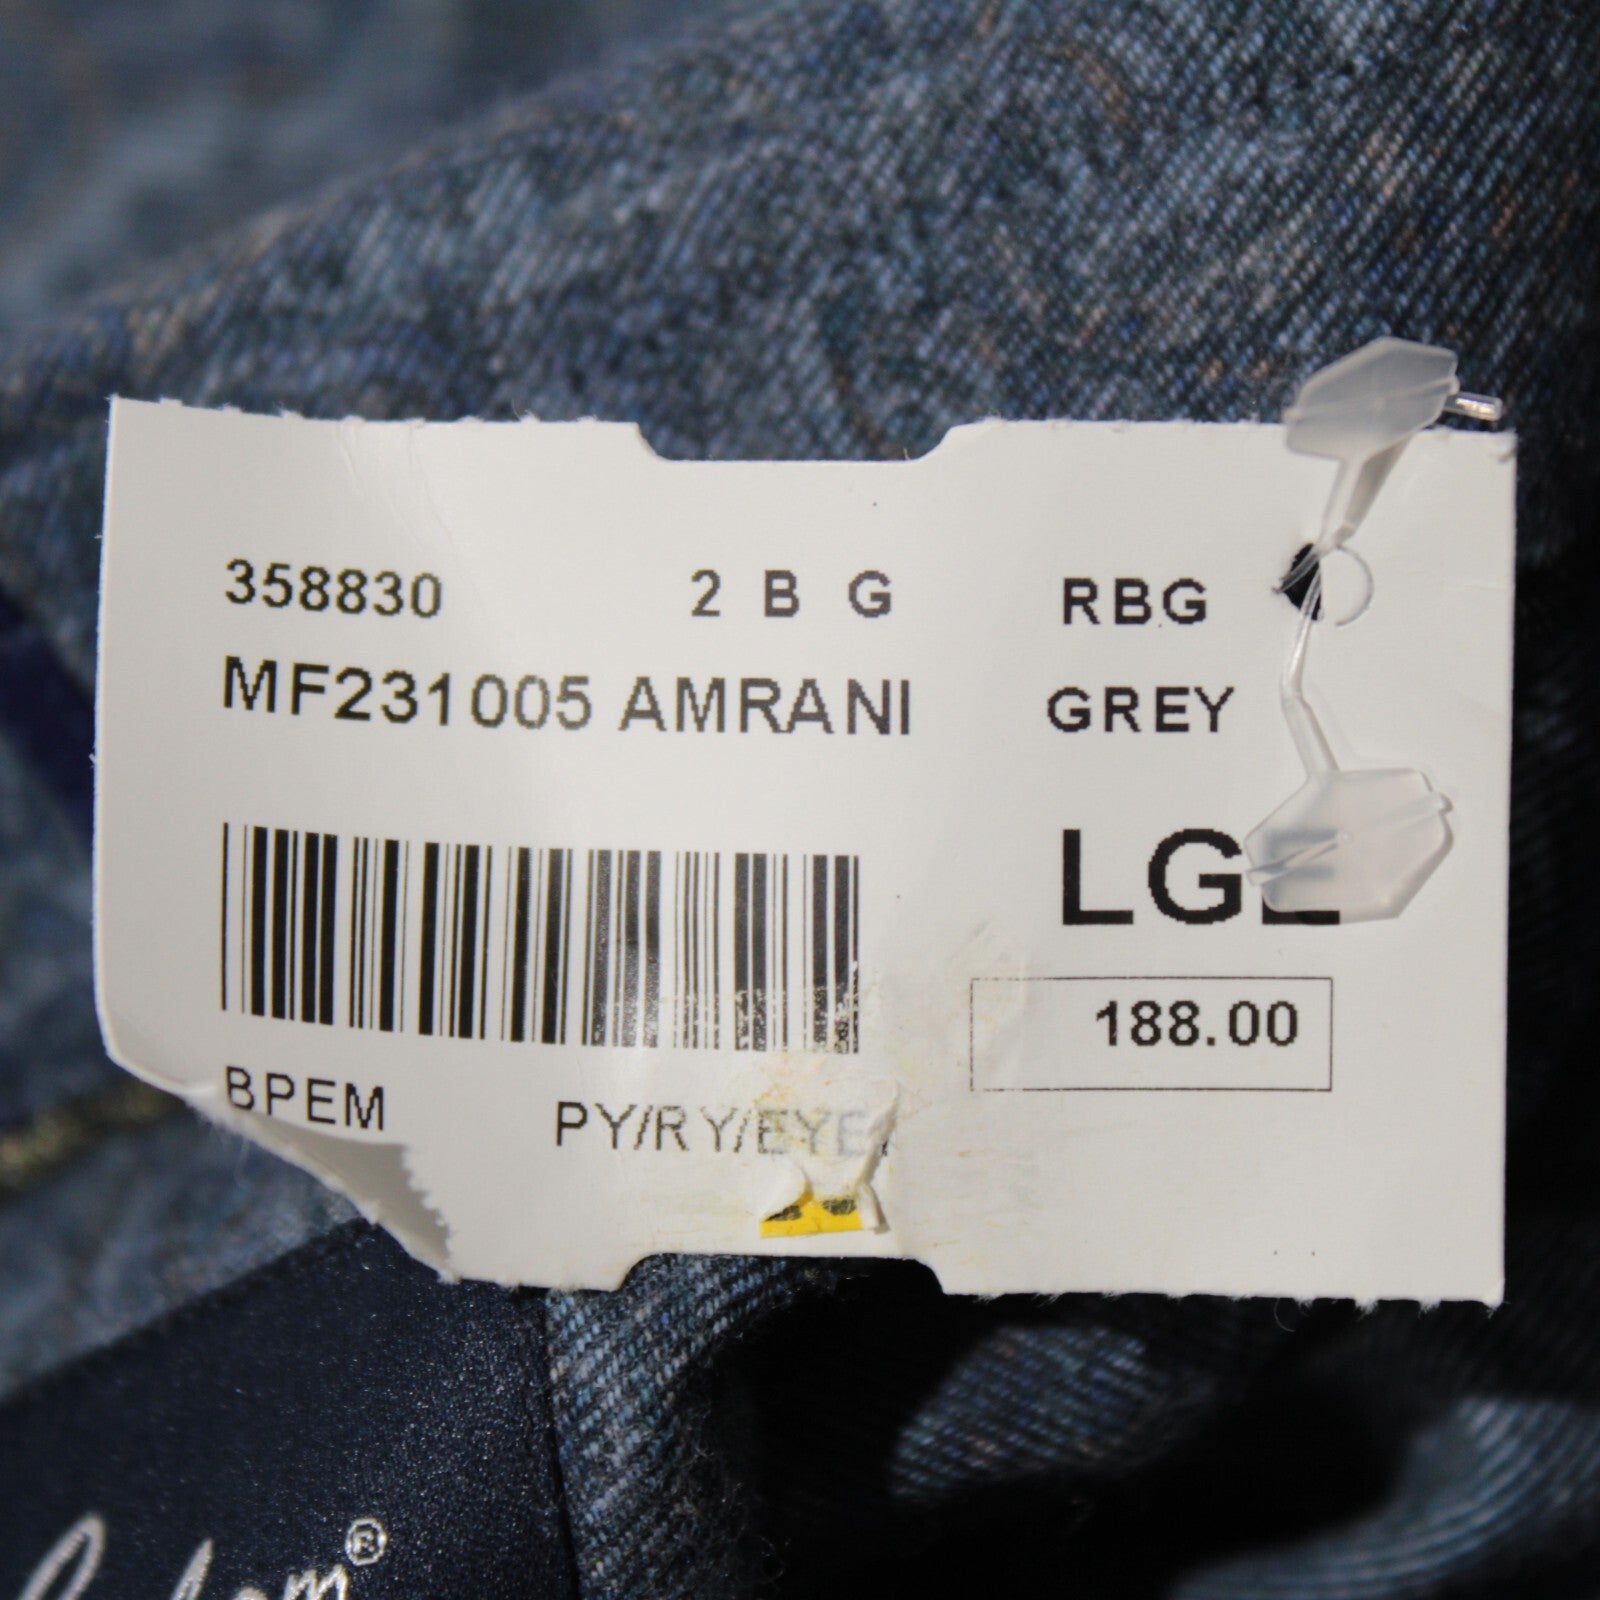 358830 2 B G RBG
MF231005 AMRANI GREY
LGE
188.00
BPEM PY/RY/EYE
®